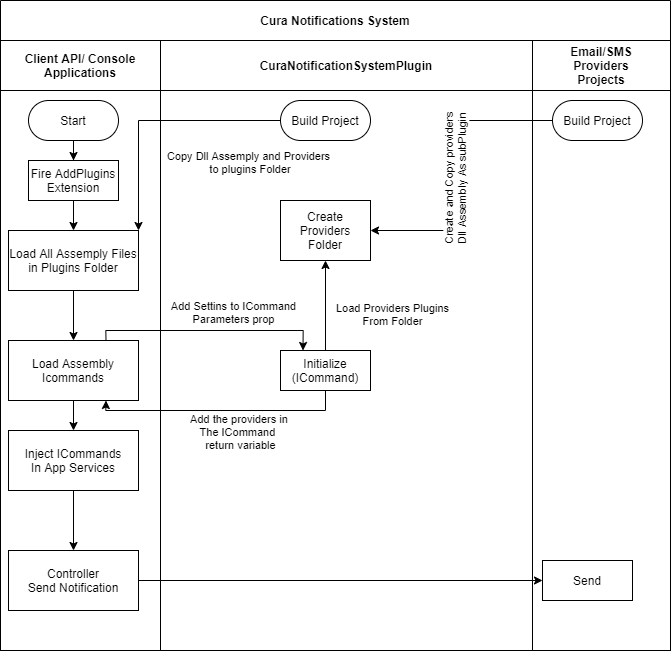 Cura Notifications System
Client API/ Console
Applications
CuraNotificationSystemPlugin
Email/SMS
Providers
Projects
Start
Build Project
Build Project
Copy Dll Assemply and Providers
to plugins Folder
Create and Copy providers
Dll Assembly As subPlugin
Fire AddPlugins
Extension
Create
Providers
Folder
Load All Assemply Files
in Plugins Folder
Add Settins to ICommand
Parameters prop
Load Providers Plugins
From Folder
Load Assembly
Icommands
Initialize
(ICommand)
Add the providers in
The ICommand
return variable
Inject ICommands
In App Services
Controller
Send Notification
Send